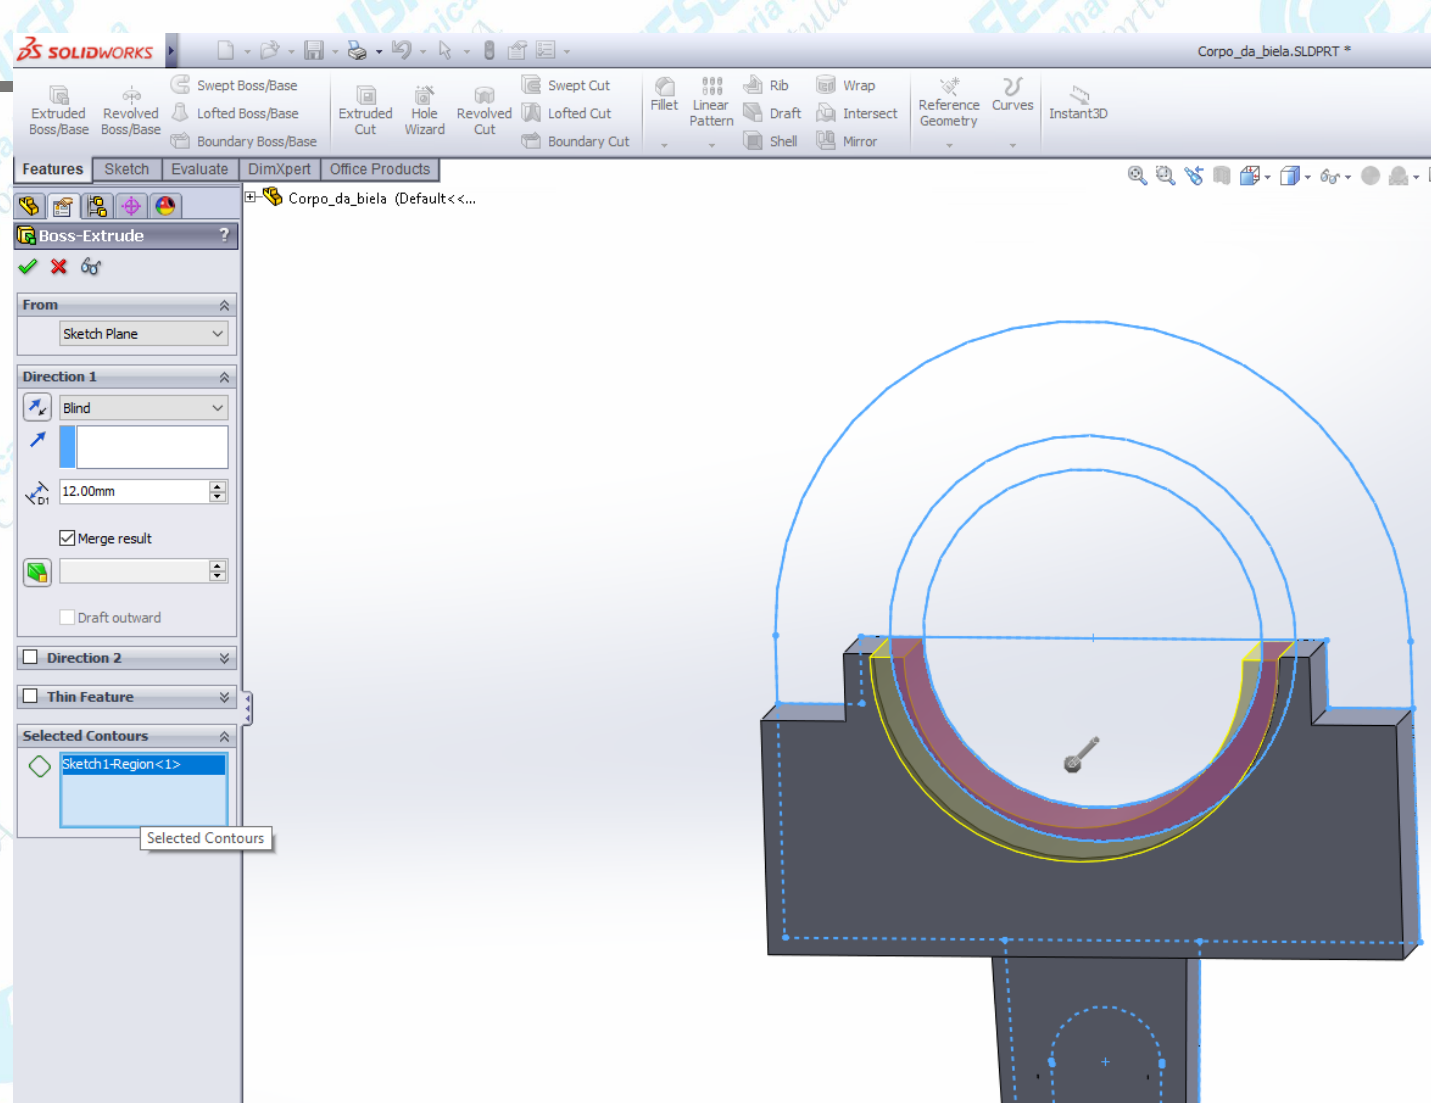 SOLIDWORKS
Corpo_da_biela.SLDPRT *
Extruded Boss/Base
Revolved Boss/Base
Swept Boss/Base
Lofted Boss/Base
Boundary Boss/Base
Extruded Cut
Hole Wizard
Revolved Cut
Swept Cut
Lofted Cut
Boundary Cut
Fillet
Linear Pattern
Rib
Draft
Shell
Wrap
Intersect
Mirror
Reference Geometry
Curves
Instant3D
Features
Sketch
Evaluate
DimXpert
Office Products
Corpo_da_biela (Default<<...
Boss-Extrude ?
From
Sketch Plane
Direction 1
Blind
D1
12.00mm
Merge result
Draft outward
Direction 2
Thin Feature
Selected Contours
Sketch1-Region<1>
Selected Contours